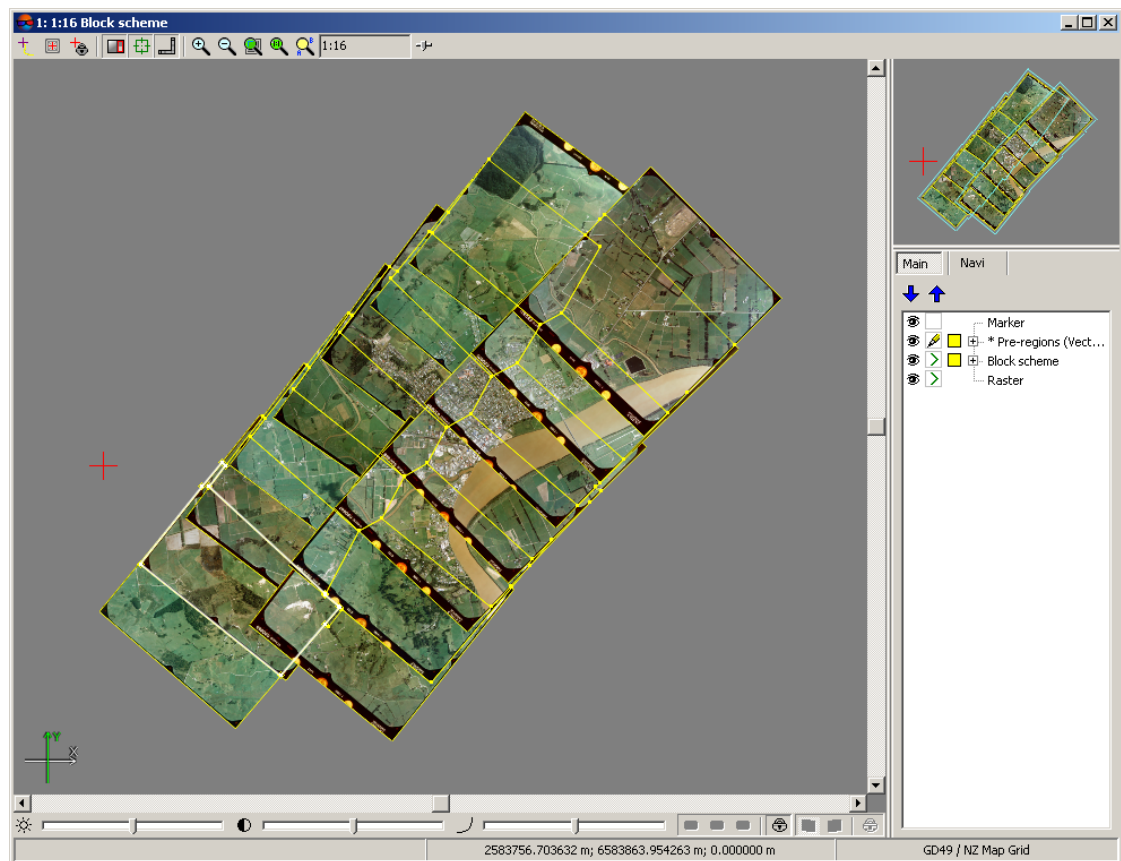 1: 1:16 Block scheme
1:16
Main Navi
Marker
* Pre-regions (Vect...
Block scheme
Raster
Y
X
2583756.703632 m; 6583863.954263 m; 0.000000 m
GD49 / NZ Map Grid